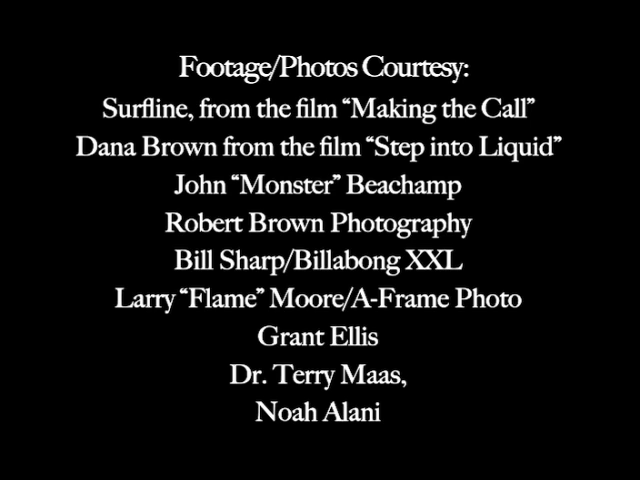 Footage/Photos Courtesy:
Surfline, from the film “Making the Call”
Dana Brown from the film “Step into Liquid”
John “Monster” Beachamp
Robert Brown Photography
Bill Sharp/Billabong XXL
Larry “Flame” Moore/A-Frame Photo
Grant Ellis
Dr. Terry Maas,
Noah Alani